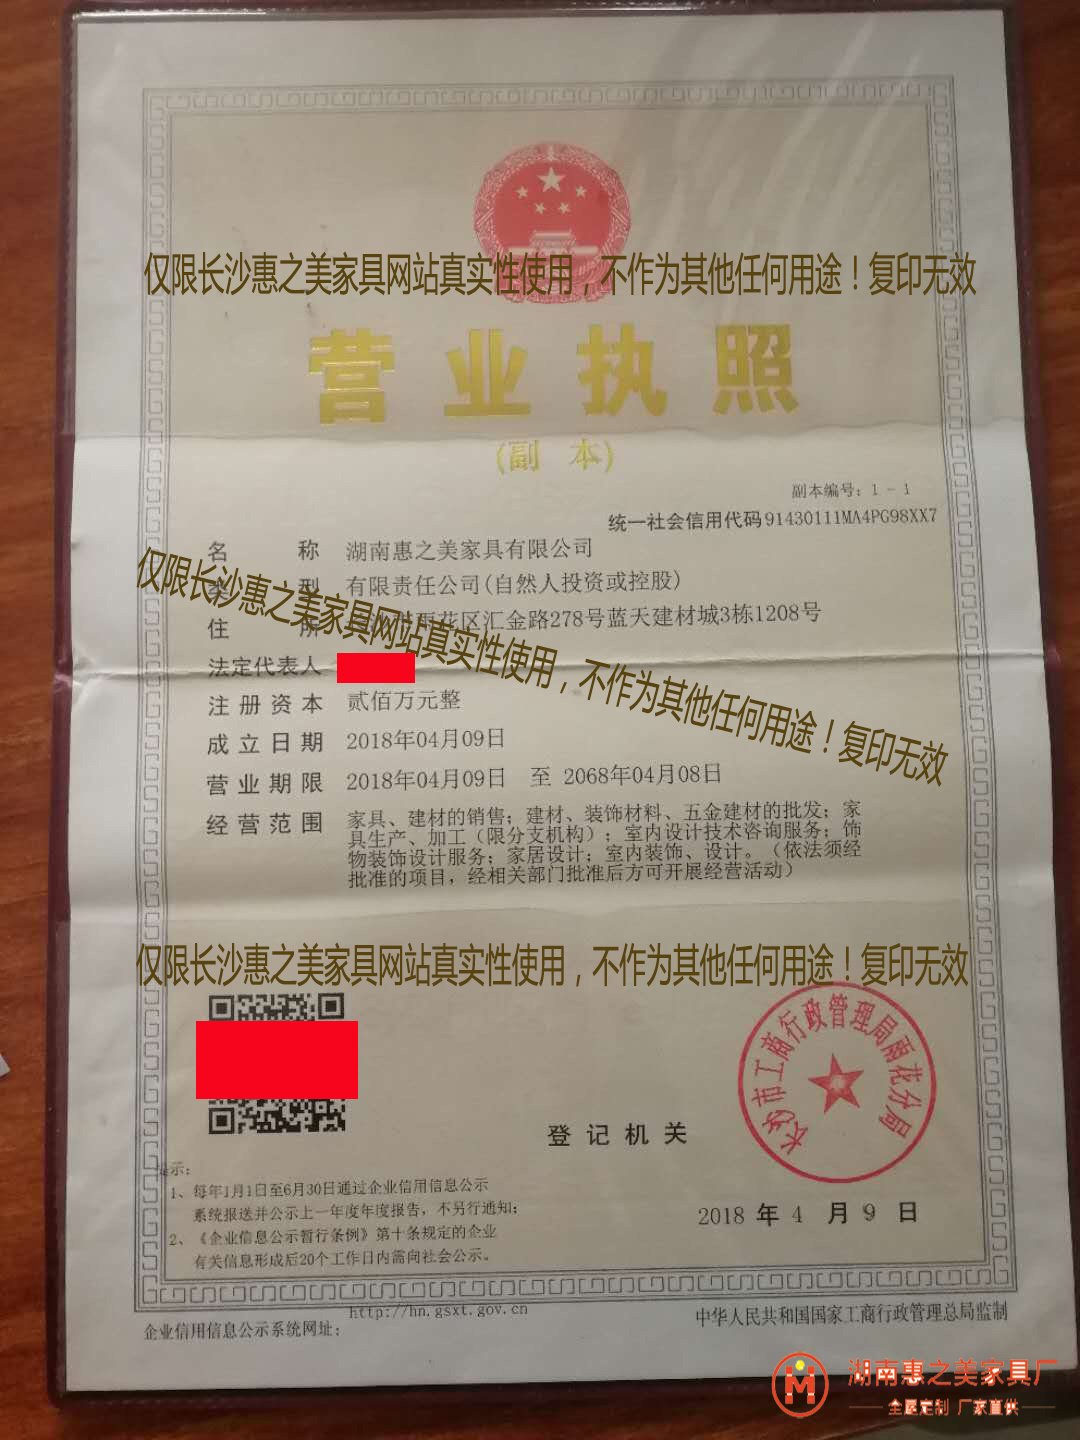 仅限长沙惠之美家具网站真实性使用，不作为其他任何用途！复印无效
营业执照
(副 本)
副本编号：1－1
统一社会信用代码 91430111MA4PG98XX7
名 称 湖南惠之美家具有限公司
类 型 有限责任公司(自然人投资或控股)
仅限长沙惠之美家具网站真实性使用，不作为其他任何用途！复印无效
住 所 雨花区汇金路278号蓝天建材城3栋1208号
法定代表人
注册资本 贰佰万元整
成立日期 2018年04月09日
营业期限 2018年04月09日 至 2068年04月08日
经营范围 家具、建材的销售；建材、装饰材料、五金建材的批发；家
具生产、加工（限分支机构）；室内设计技术咨询服务；饰
物装饰设计服务；家居设计；室内装饰、设计。（依法须经
批准的项目，经相关部门批准后方可开展经营活动）
仅限长沙惠之美家具网站真实性使用，不作为其他任何用途！复印无效
长沙市工商行政管理局雨花分局
登记机关
2018 年 4 月 9 日
提示：
1、每年1月1日至6月30日通过企业信用信息公示
系统报送并公示上一年度年度报告，不另行通知；
2、《企业信息公示暂行条例》第十条规定的企业
有关信息形成后20个工作日内需向社会公示。
http://hn.gsxt.gov.cn
企业信用信息公示系统网址：
中华人民共和国国家工商行政管理总局监制
湖南惠之美家具厂
全屋定制 厂家直供